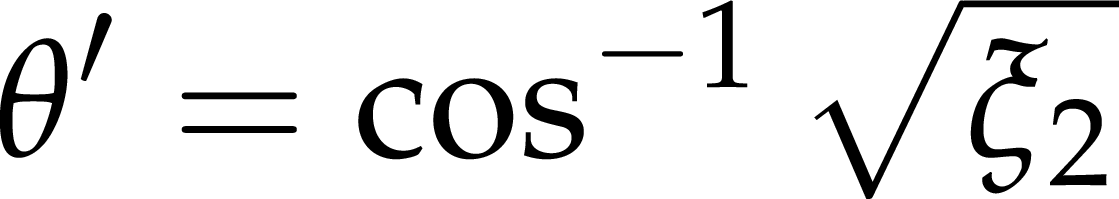 θ′ = cos⁻¹ √ξ₂